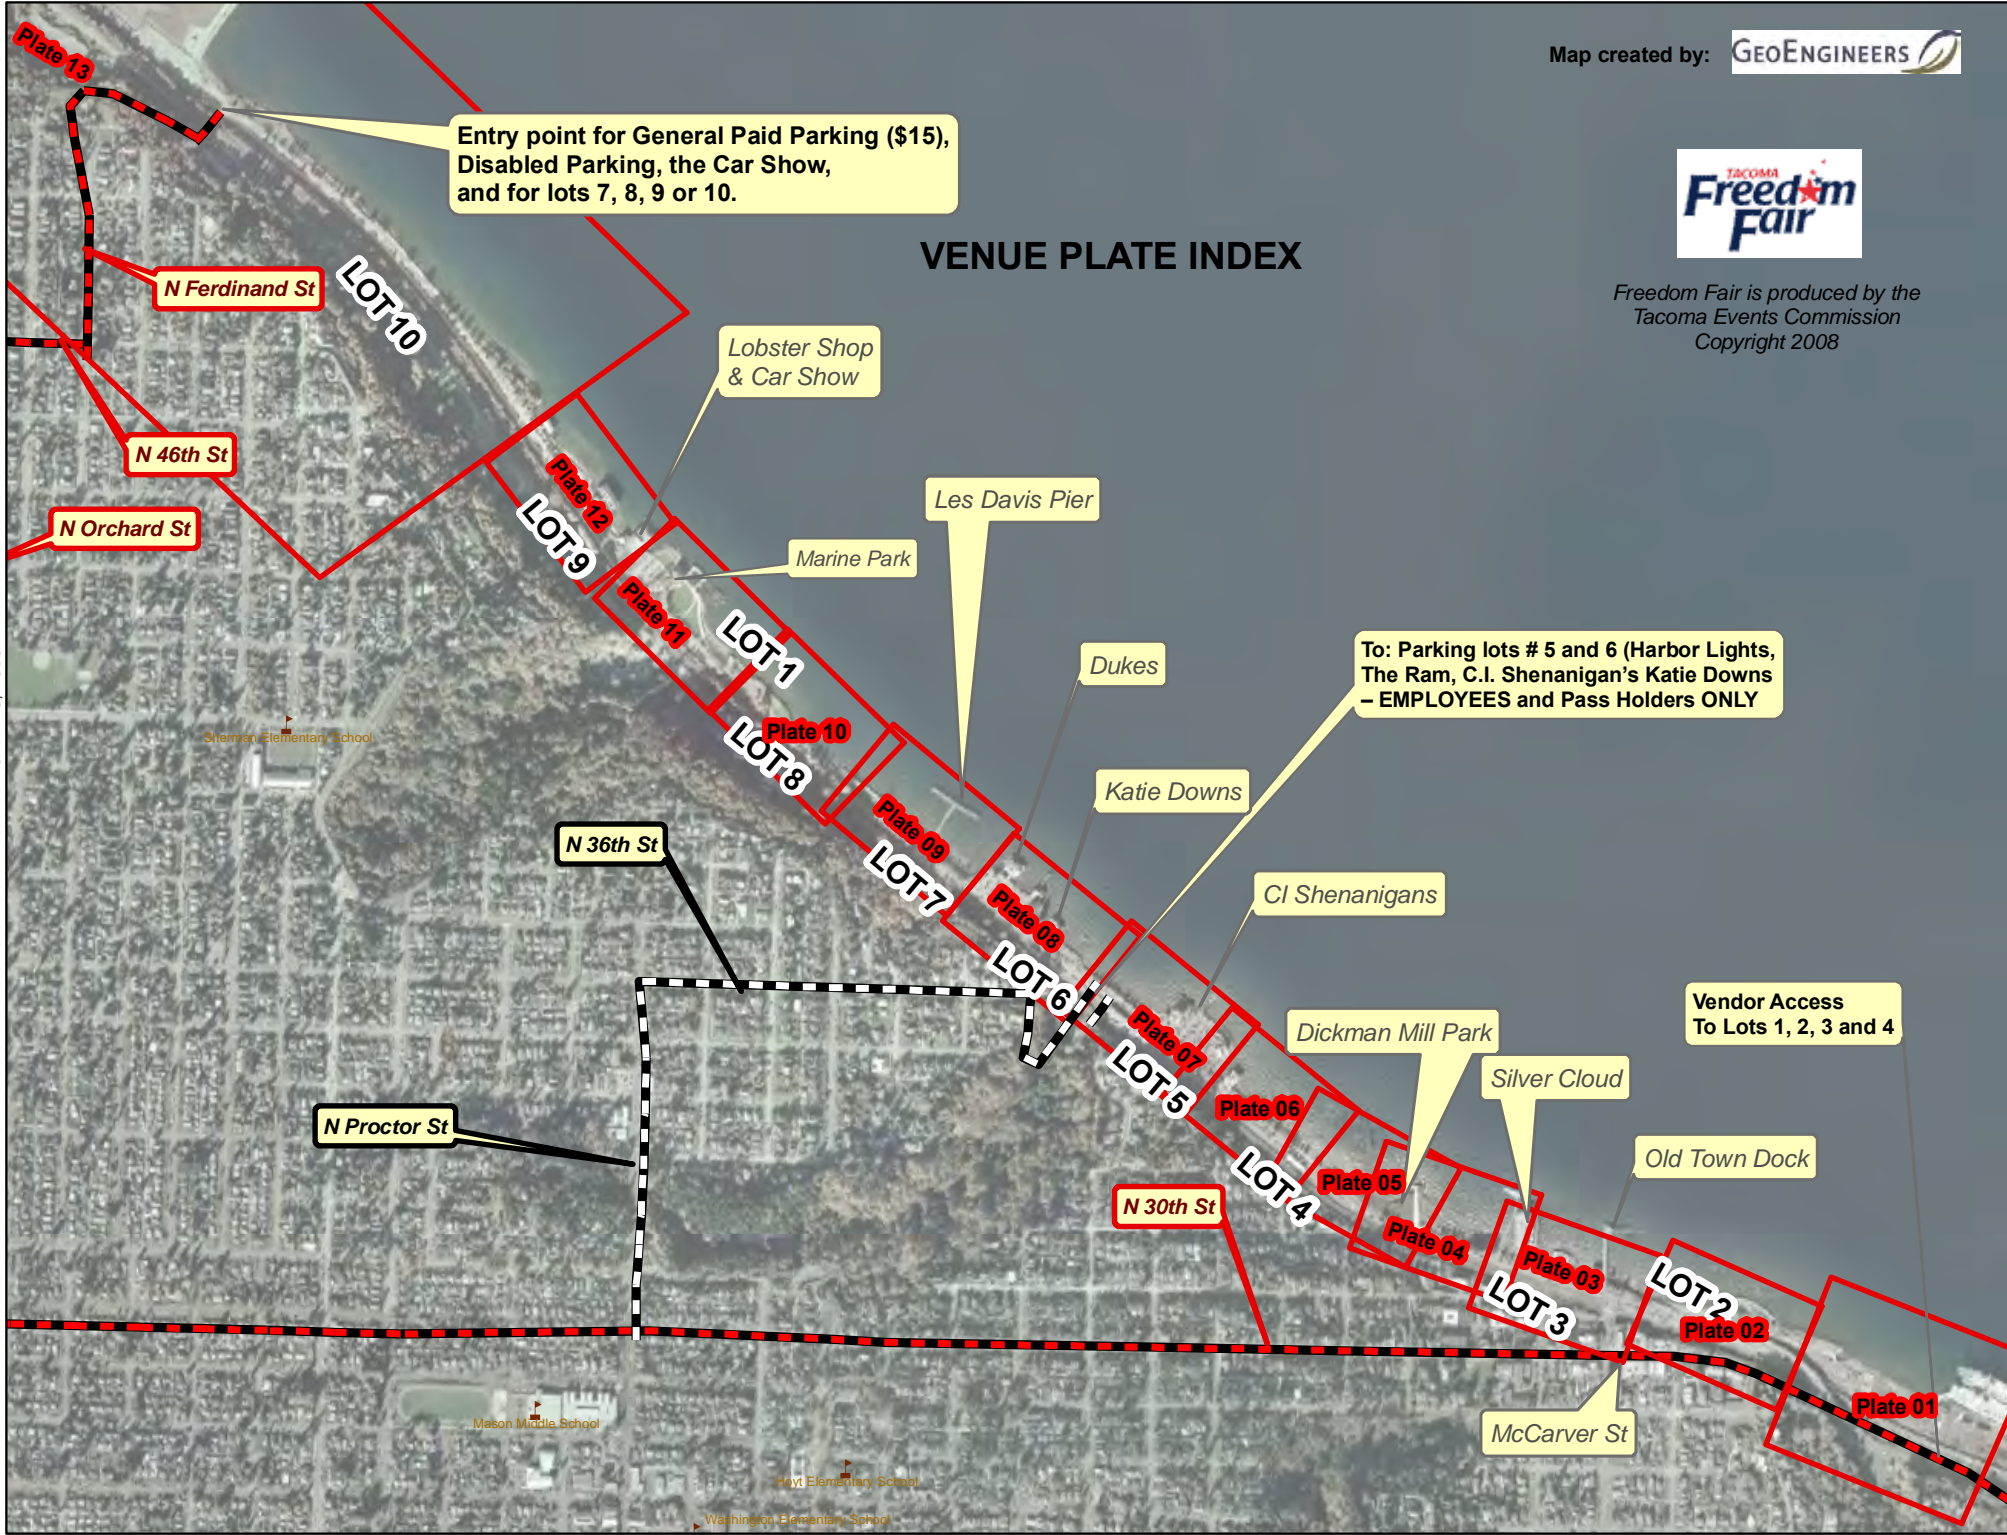 Plate 13
Map created by:
GEOENGINEERS
Entry point for General Paid Parking ($15),
Disabled Parking, the Car Show,
and for lots 7, 8, 9 or 10.
TACOMA
Freedom
Fair
VENUE PLATE INDEX
Freedom Fair is produced by the
Tacoma Events Commission
Copyright 2008
N Ferdinand St
LOT 10
Lobster Shop
& Car Show
N 46th St
Plate 12
N Orchard St
LOT 9
Les Davis Pier
Marine Park
Plate 11
LOT 1
Dukes
To: Parking lots # 5 and 6 (Harbor Lights,
The Ram, C.I. Shenanigan's Katie Downs
– EMPLOYEES and Pass Holders ONLY
Sherman Elementary School
Plate 10
LOT 8
Katie Downs
N 36th St
Plate 09
LOT 7
CI Shenanigans
Plate 08
LOT 6
Vendor Access
To Lots 1, 2, 3 and 4
Plate 07
Dickman Mill Park
LOT 5
Silver Cloud
Plate 06
N Proctor St
Old Town Dock
LOT 4
Plate 05
N 30th St
Plate 04
Plate 03
LOT 2
LOT 3
Plate 02
Plate 01
Mason Middle School
McCarver St
Hoyt Elementary School
Washington Elementary School